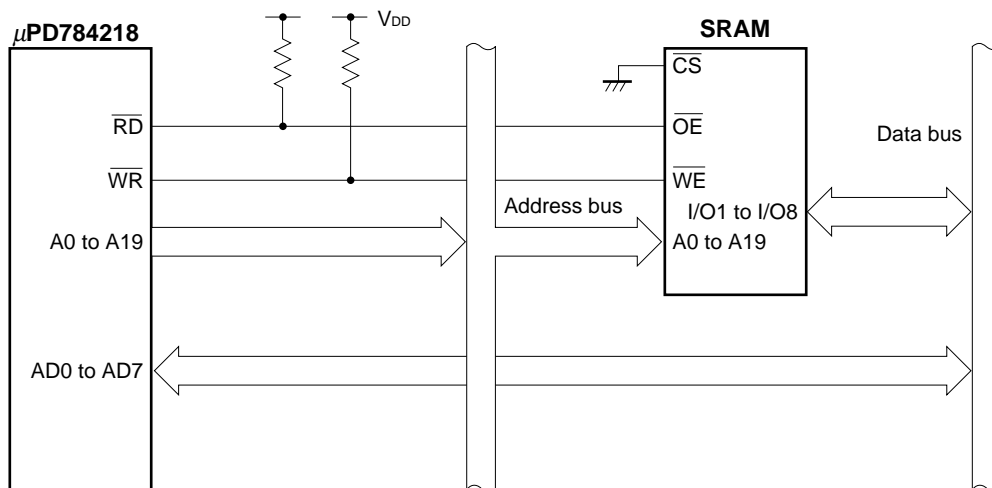 μPD784218
VDD
SRAM
CS
RD
OE
Data bus
WR
WE
Address bus
I/O1 to I/O8
A0 to A19
A0 to A19
AD0 to AD7